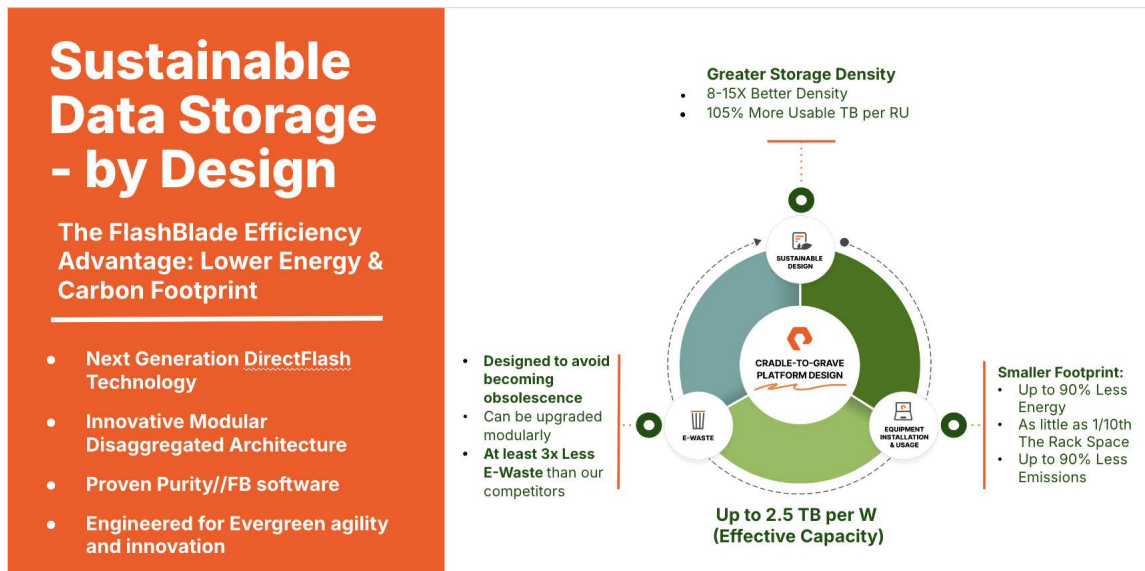 Sustainable
Data Storage
- by Design
The FlashBlade Efficiency
Advantage: Lower Energy &
Carbon Footprint
• Next Generation DirectFlash
Technology
• Innovative Modular
Disaggregated Architecture
• Proven Purity//FB software
• Engineered for Evergreen agility
and innovation
Greater Storage Density
• 8-15X Better Density
• 105% More Usable TB per RU
SUSTAINABLE
DESIGN
CRADLE-TO-GRAVE
PLATFORM DESIGN
• Designed to avoid
becoming
obsolescence
• Can be upgraded
modularly
• At least 3x Less
E-Waste than our
competitors
E-WASTE
EQUIPMENT
INSTALLATION
& USAGE
Smaller Footprint:
• Up to 90% Less
Energy
• As little as 1/10th
The Rack Space
• Up to 90% Less
Emissions
Up to 2.5 TB per W
(Effective Capacity)